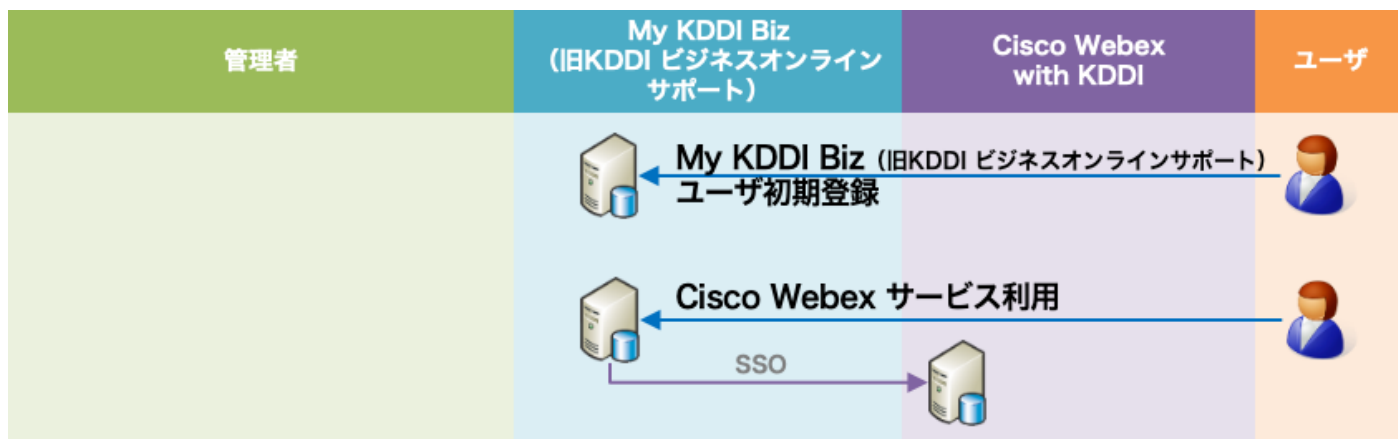 管理者
My KDDI Biz
（旧KDDI ビジネスオンライン
サポート）
Cisco Webex
with KDDI
ユーザ
My KDDI Biz（旧KDDI ビジネスオンラインサポート）
ユーザ初期登録
Cisco Webex サービス利用
SSO